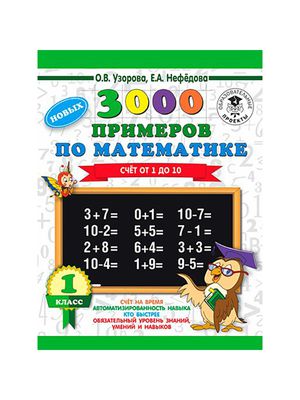 О.В. Узорова, Е.А. Нефёдова
НОВЫХ
3000
ПРИМЕРОВ
ПО МАТЕМАТИКЕ
ОБРАЗОВАТЕЛЬНЫЕ
ПРОЕКТЫ
СЧЁТ ОТ 1 ДО 10
3+7= 0+1= 10-7=
10-2= 5+5= 7-1=
2+8= 6+4= 3+3=
10-4= 1+9= 9-5=
1
КЛАСС
СЧЁТ НА ВРЕМЯ
АВТОМАТИЗИРОВАННОСТЬ НАВЫКА
КТО БЫСТРЕЕ
ОБЯЗАТЕЛЬНЫЙ УРОВЕНЬ ЗНАНИЙ,
УМЕНИЙ И НАВЫКОВ